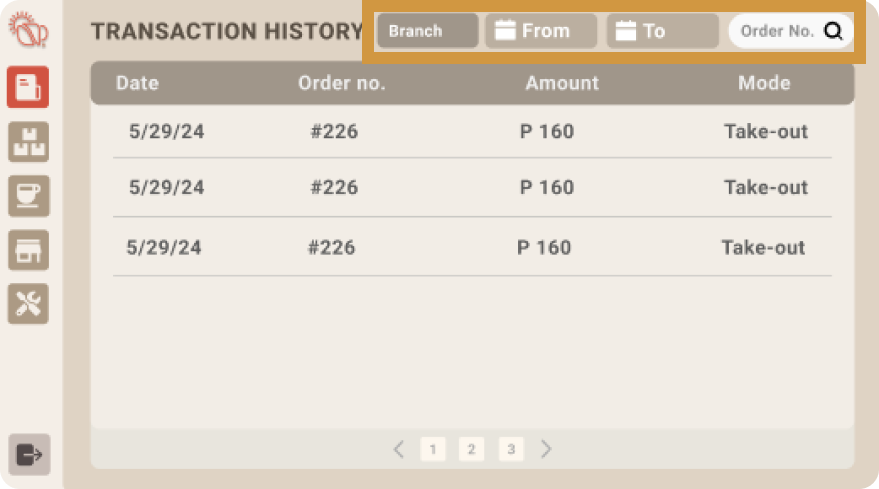 TRANSACTION HISTORY Branch From To Order No.
Date Order no. Amount Mode
5/29/24 #226 P 160 Take-out
5/29/24 #226 P 160 Take-out
5/29/24 #226 P 160 Take-out
1 2 3